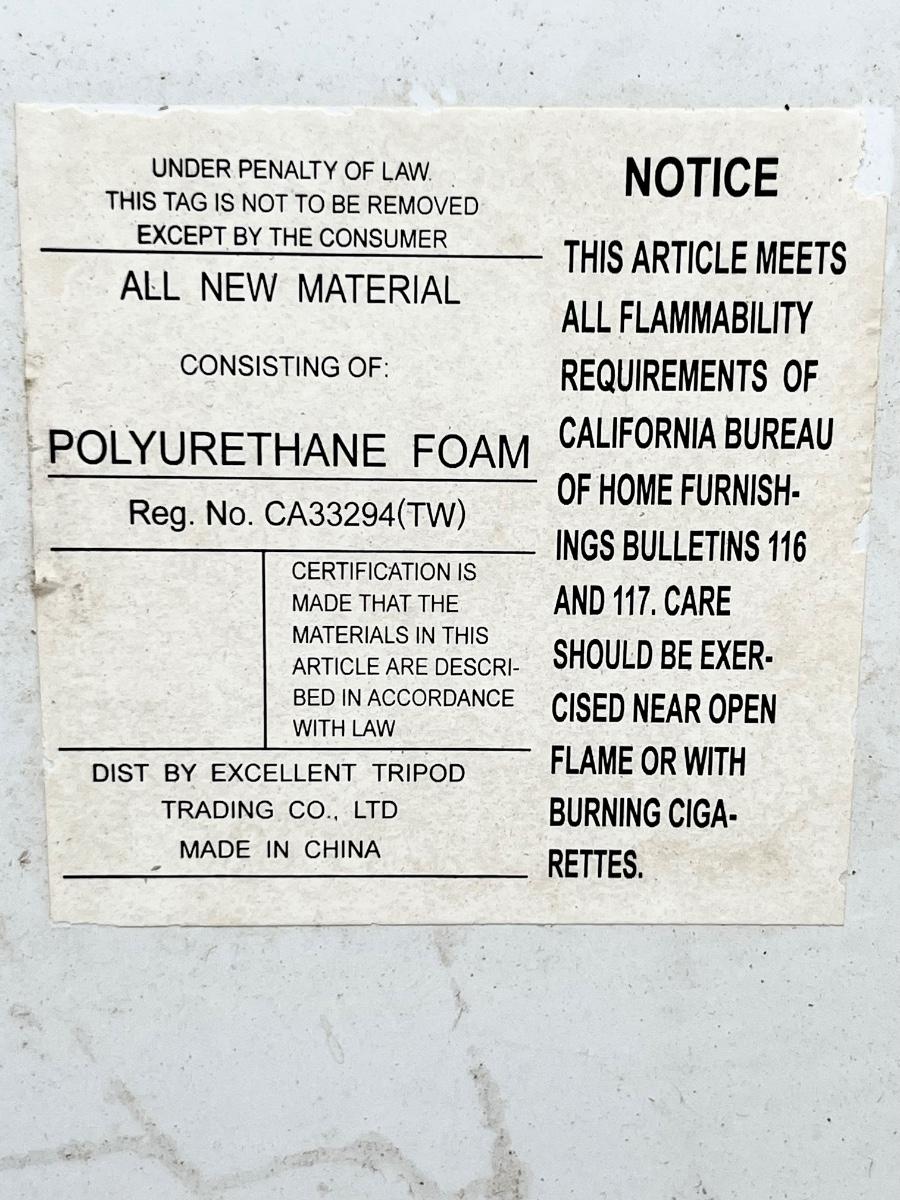 UNDER PENALTY OF LAW.
THIS TAG IS NOT TO BE REMOVED
EXCEPT BY THE CONSUMER
ALL NEW MATERIAL
CONSISTING OF:
POLYURETHANE FOAM
Reg. No. CA33294(TW)
CERTIFICATION IS
MADE THAT THE
MATERIALS IN THIS
ARTICLE ARE DESCRI-
BED IN ACCORDANCE
WITH LAW
DIST BY EXCELLENT TRIPOD
TRADING CO., LTD
MADE IN CHINA
NOTICE
THIS ARTICLE MEETS
ALL FLAMMABILITY
REQUIREMENTS OF
CALIFORNIA BUREAU
OF HOME FURNISH-
INGS BULLETINS 116
AND 117. CARE
SHOULD BE EXER-
CISED NEAR OPEN
FLAME OR WITH
BURNING CIGA-
RETTES.